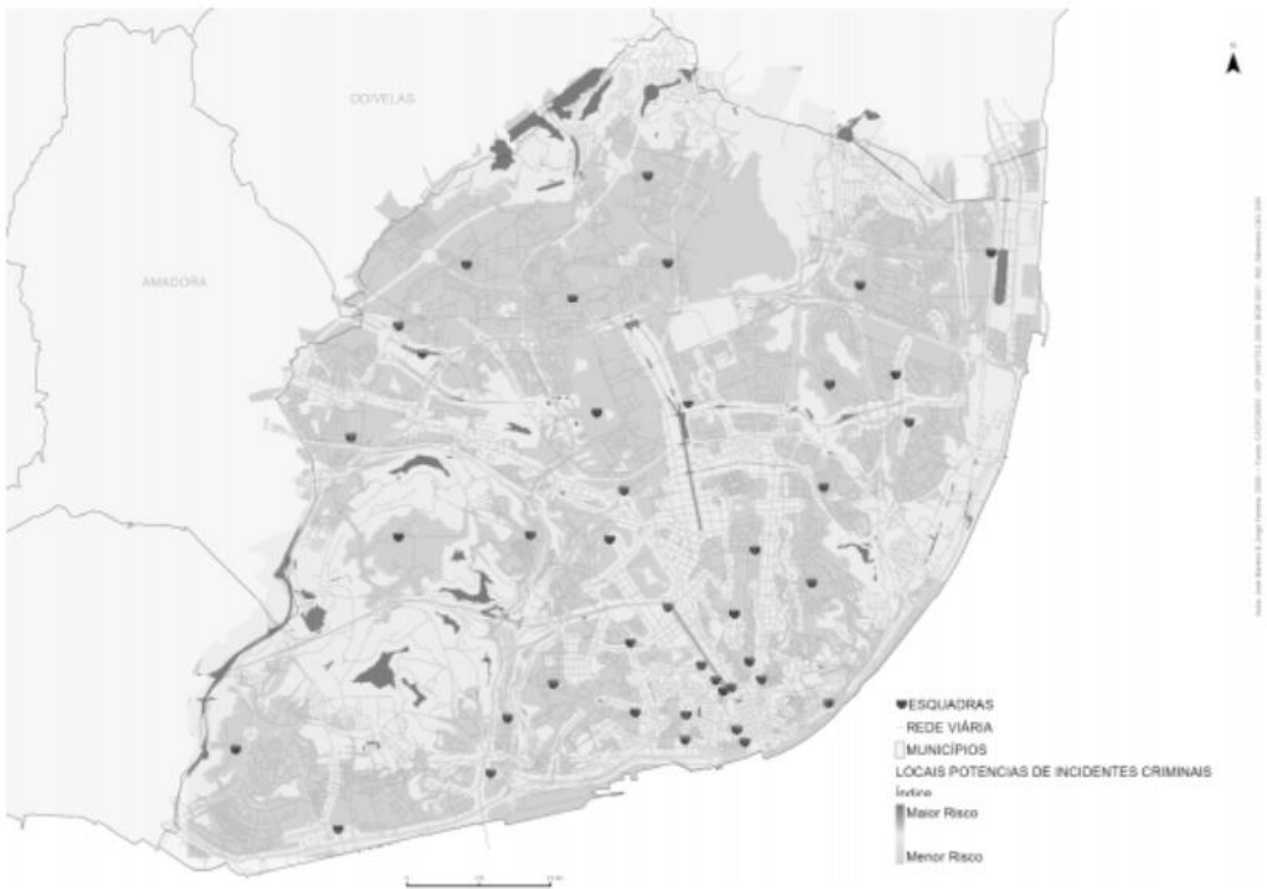 ODIVELAS
AMADORA
ESQUADRAS
REDE VIÁRIA
MUNICÍPIOS
LOCAIS POTENCIAS DE INCIDENTES CRIMINAIS
Índice
Maior Risco
Menor Risco